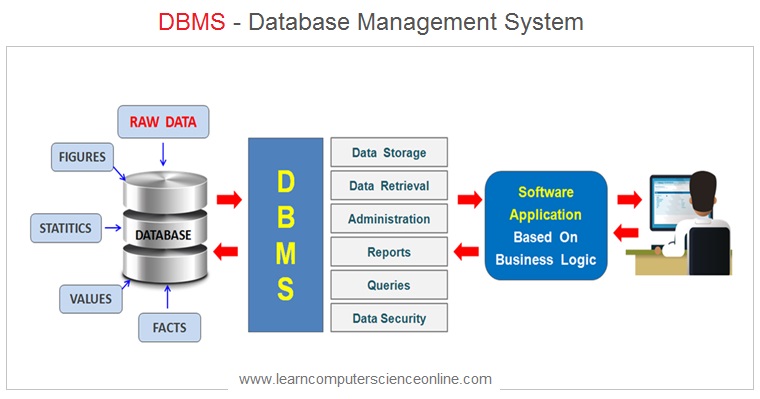 DBMS - Database Management System
RAW DATA
FIGURES
STATITICS
VALUES
FACTS
DATABASE
D
B
M
S
Data Storage
Data Retrieval
Administration
Reports
Queries
Data Security
Software
Application
Based On
Business Logic
www.learncomputerscienceonline.com